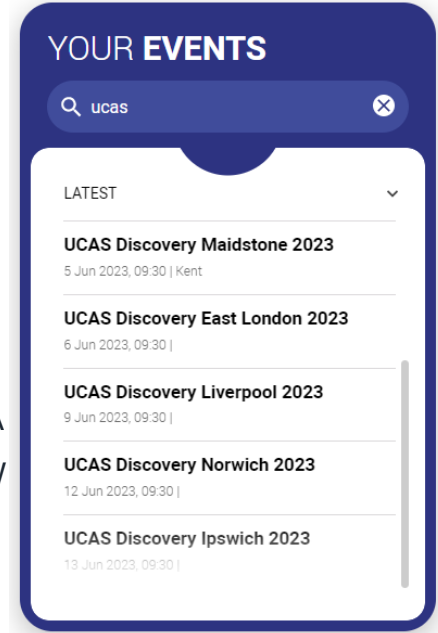 YOUR EVENTS
ucas
LATEST
UCAS Discovery Maidstone 2023
5 Jun 2023, 09:30 | Kent
UCAS Discovery East London 2023
6 Jun 2023, 09:30 |
UCAS Discovery Liverpool 2023
9 Jun 2023, 09:30 |
UCAS Discovery Norwich 2023
12 Jun 2023, 09:30 |
UCAS Discovery Ipswich 2023
13 Jun 2023, 09:30 |